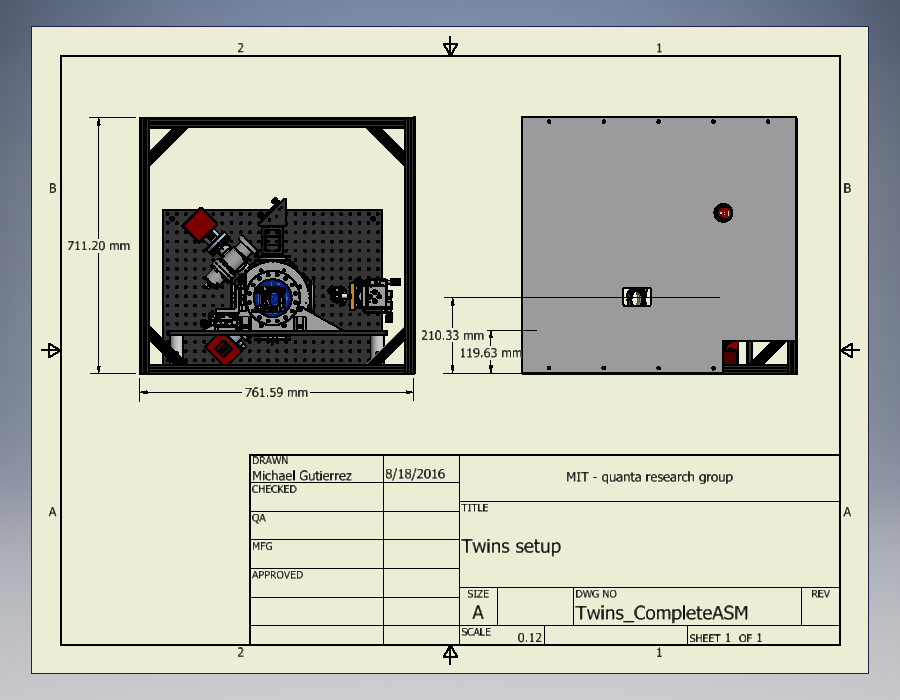 2 1
B B
711.20 mm
210.33 mm
119.63 mm
761.59 mm
DRAWN
Michael Gutierrez 8/18/2016
MIT - quanta research group
CHECKED
TITLE
QA
Twins setup
MFG
APPROVED
A A
SIZE DWG NO REV
A Twins_CompleteASM
SCALE 0.12 SHEET 1 OF 1
2 1